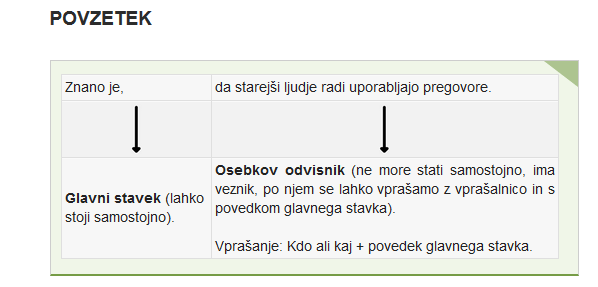 POVZETEK
Znano je,
da starejši ljudje radi uporabljajo pregovore.
Glavni stavek (lahko
stoji samostojno).
Osebkov odvisnik (ne more stati samostojno, ima
veznik, po njem se lahko vprašamo z vprašalnico in s
povedkom glavnega stavka).
Vprašanje: Kdo ali kaj + povedek glavnega stavka.